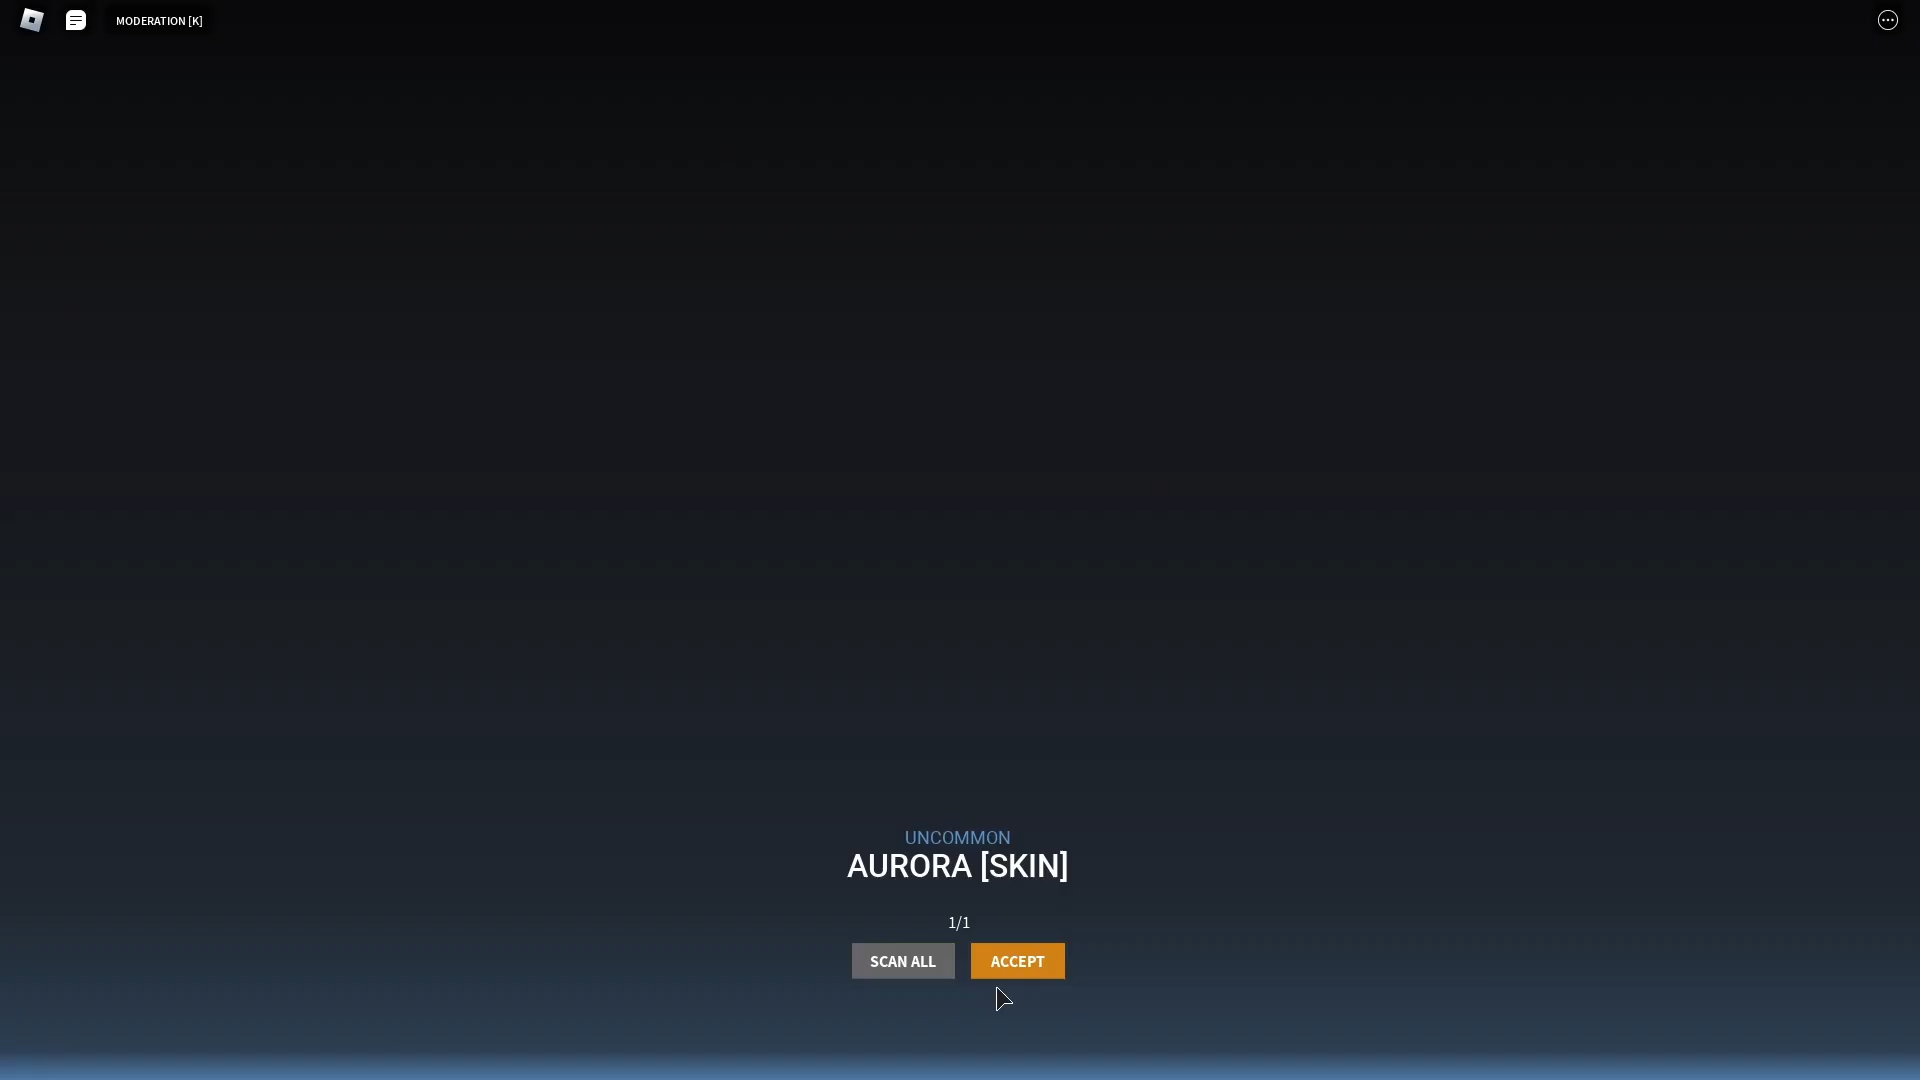 MODERATION [K]
UNCOMMON
AURORA [SKIN]
1/1
SCAN ALL
ACCEPT